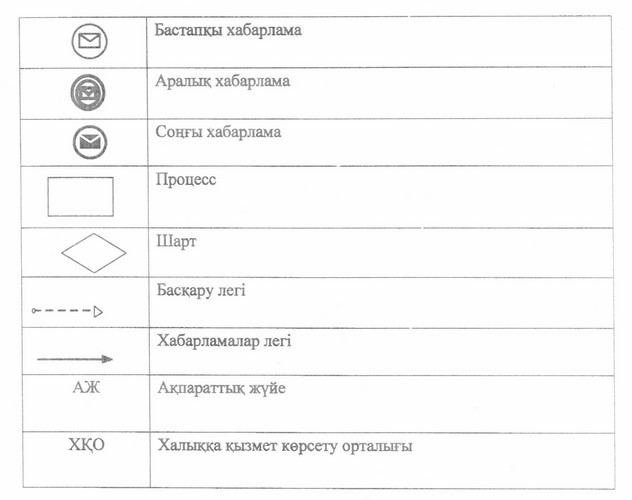 Бастапқы хабарлама
Аралық хабарлама
Соңғы хабарлама
Процесс
Шарт
Басқару легі
Хабарламалар легі
АЖ Ақпараттық жүйе
ХҚО Халыққа қызмет көрсету орталығы